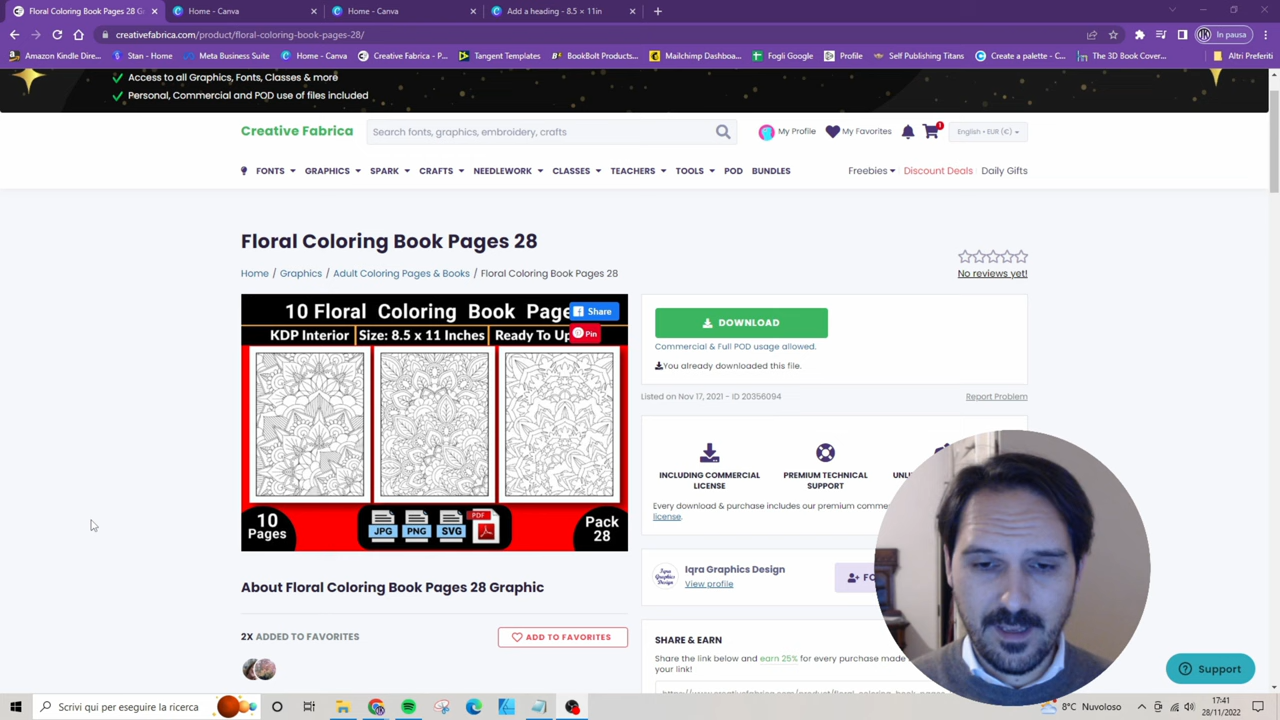 Floral Coloring Book Pages 28 G
Home - Canva
Creative Fabrica
Add a heading - 8.5 × 11in
creativefabrica.com/product/floral-coloring-book-pages-28/
In pausa
Amazon Kindle Dire
Stan - Home
Meta Business Suite
Home - Canva
Creative Fabrica - P...
Tangent Templates
BookBolt Products...
Mailchimp Dashbo...
Fogli Google
Profile
Self Publishing Titans
Create a palette - C...
The 3D Book Cover...
Altri Preferiti
Access to all Graphics, Fonts, Classes & more
Personal, Commercial and POD use of files included
Creative Fabrica
Search fonts, graphics, embroidery, crafts
My Profile
My Favorites
1
English • EUR (€)
FONTS
GRAPHICS
SPARK
CRAFTS
NEEDLEWORK
CLASSES
TEACHERS
TOOLS
POD
BUNDLES
Freebies
Discount Deals
Daily Gifts
Floral Coloring Book Pages 28
No reviews yet!
Home / Graphics / Adult Coloring Pages & Books / Floral Coloring Book Pages 28
10 Floral Coloring Book Page
Share
KDP Interior | Size: 8.5 x 11 Inches | Ready To Up
Pin
10
Pages
JPG
PNG
SVG
PDF
Pack
28
DOWNLOAD
Commercial & Full POD usage allowed.
You already downloaded this file.
Listed on Nov 17, 2021 - ID 20356094
Report Problem
INCLUDING COMMERCIAL
LICENSE
PREMIUM TECHNICAL
SUPPORT
UNL
Every download & purchase includes our premium comme
license.
Iqra Graphics Design
View profile
FO
About Floral Coloring Book Pages 28 Graphic
2X ADDED TO FAVORITES
ADD TO FAVORITES
SHARE & EARN
Share the link below and earn 25% for every purchase made
your link!
Support
Scrivi qui per eseguire la ricerca
8°C Nuvoloso
17:41
28/11/2022